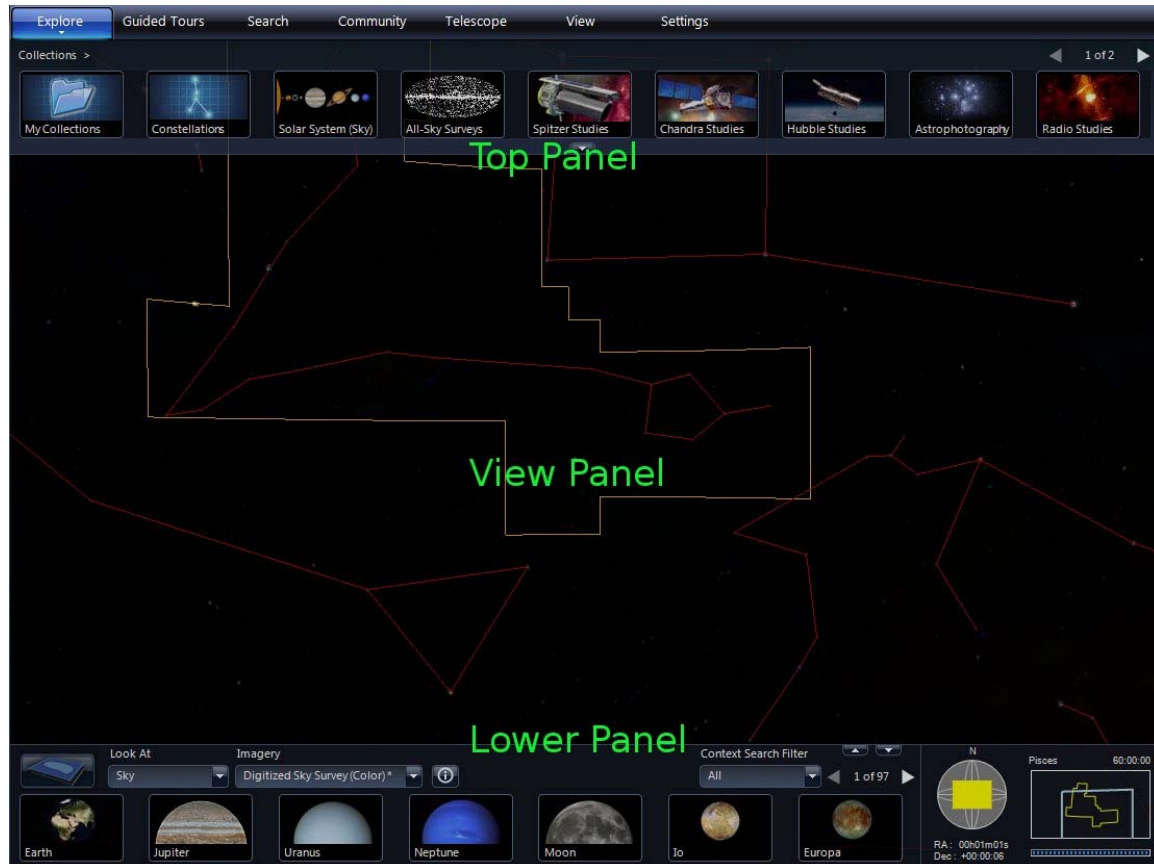 Explore Guided Tours Search Community Telescope View Settings
Collections > 1 of 2
My Collections Constellations Solar System (Sky) All-Sky Surveys Spitzer Studies Chandra Studies Hubble Studies Astrophotography Radio Studies
Top Panel
View Panel
Lower Panel
Look At Imagery Context Search Filter N
Pisces 60:00:00
Sky Digitized Sky Survey (Color) * All 1 of 97
Earth Jupiter Uranus Neptune Moon Io Europa
RA : 00h01m01s
Dec : +00:00:06